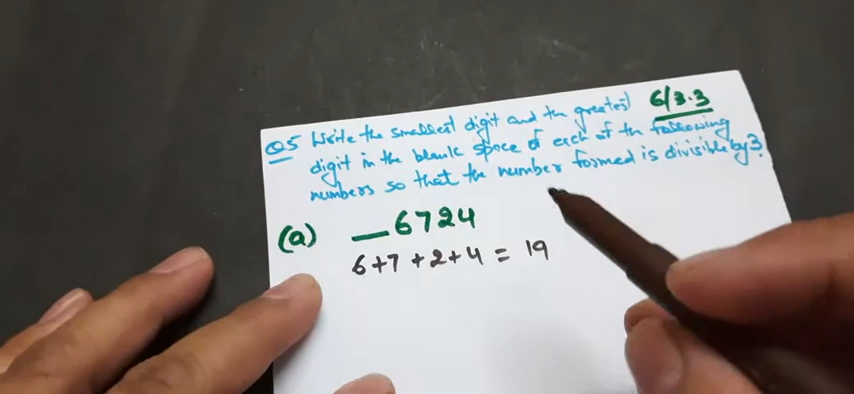 6/3.3
Q5 Write the smallest digit and the greatest
digit in the blank space of each of the following
numbers so that the number formed is divisible by 3.
(a) _6724
6+7+2+4 = 19